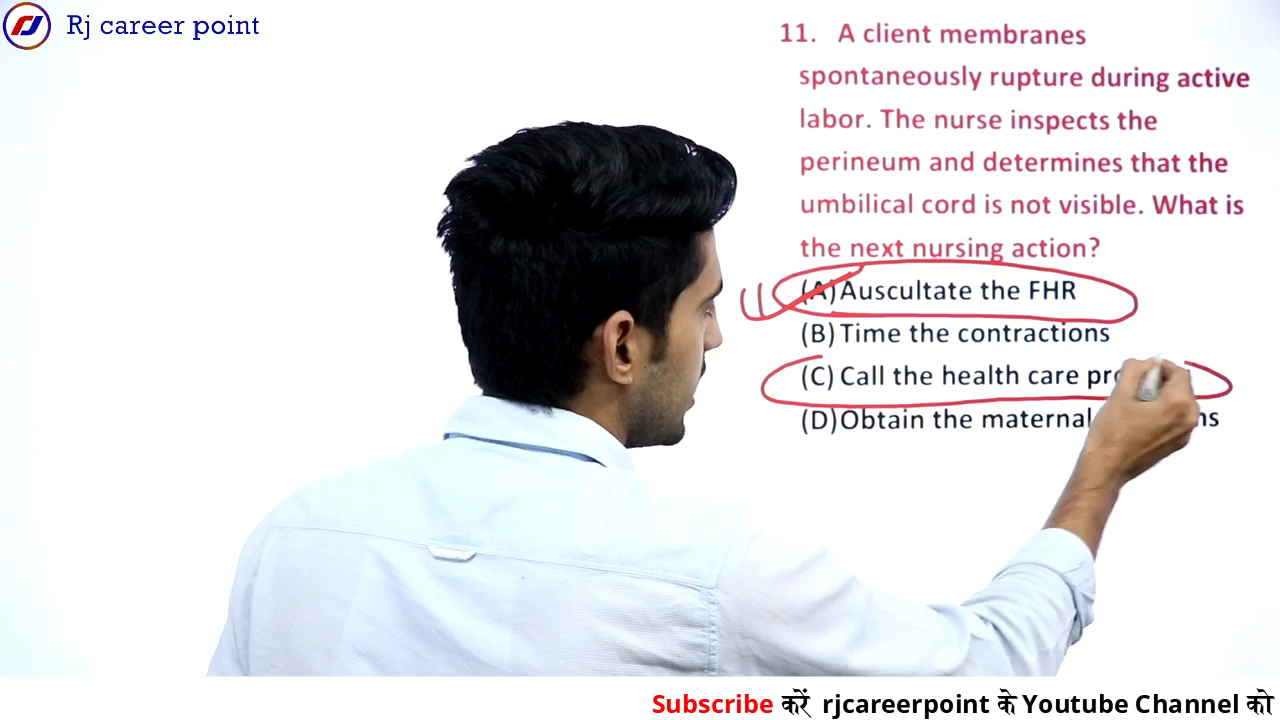 Rj career point
11. A client membranes
spontaneously rupture during active
labor. The nurse inspects the
perineum and determines that the
umbilical cord is not visible. What is
the next nursing action?
(A) Auscultate the FHR
(B) Time the contractions
(C) Call the health care
(D) Obtain the maternal
Subscribe करें rjcareerpoint के Youtube Channel को